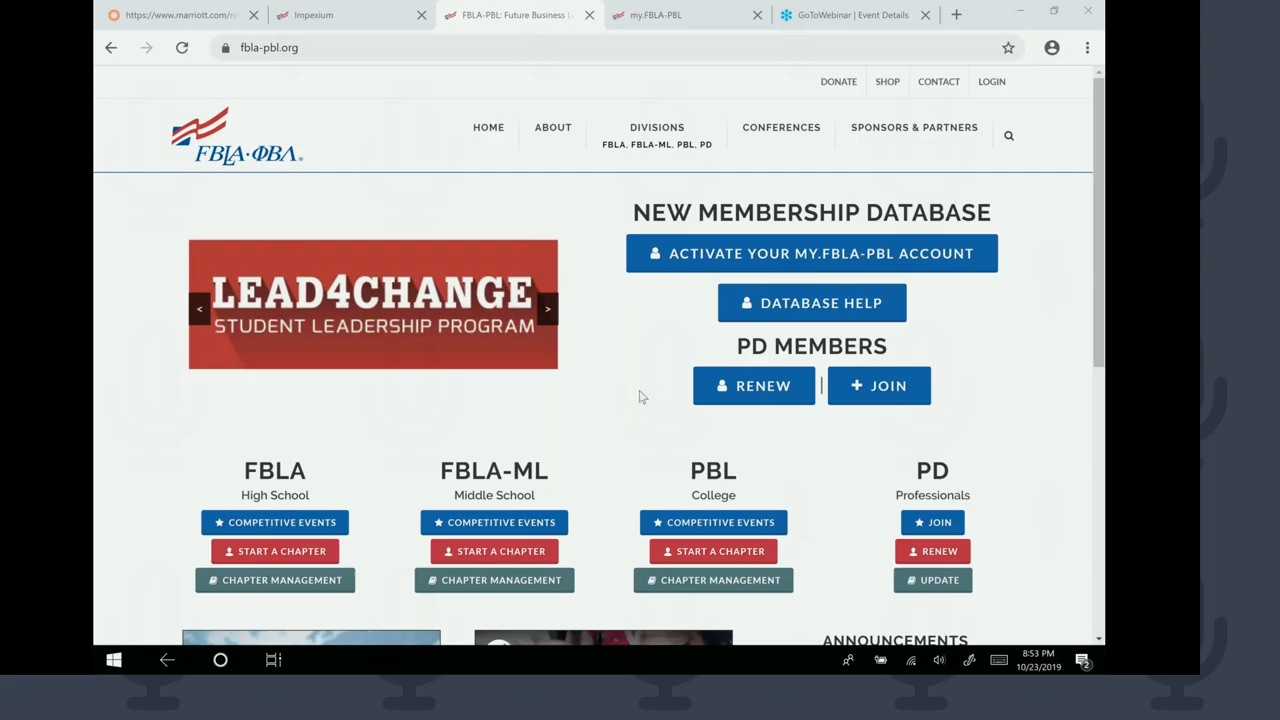 https://www.marriott.com/re
Impexium
FBLA-PBL: Future Business L
my.FBLA-PBL
GoToWebinar | Event Details
fbla-pbl.org
DONATE SHOP CONTACT LOGIN
FBLA·ΦBA®
HOME ABOUT DIVISIONS CONFERENCES SPONSORS & PARTNERS
FBLA, FBLA-ML, PBL, PD
NEW MEMBERSHIP DATABASE
ACTIVATE YOUR MY.FBLA-PBL ACCOUNT
LEAD4CHANGE
STUDENT LEADERSHIP PROGRAM
< >
DATABASE HELP
PD MEMBERS
RENEW | JOIN
FBLA FBLA-ML PBL PD
High School Middle School College Professionals
COMPETITIVE EVENTS COMPETITIVE EVENTS COMPETITIVE EVENTS JOIN
START A CHAPTER START A CHAPTER START A CHAPTER RENEW
CHAPTER MANAGEMENT CHAPTER MANAGEMENT CHAPTER MANAGEMENT UPDATE
ANNOUNCEMENTS
8:53 PM
10/23/2019
2